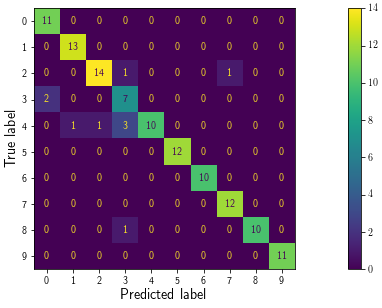 0 11 0 0 0 0 0 0 0 0 0
1 0 13 0 0 0 0 0 0 0 0
2 0 0 14 1 0 0 0 1 0 0
3 2 0 0 7 0 0 0 0 0 0
4 0 1 1 3 10 0 0 0 0 0
5 0 0 0 0 0 12 0 0 0 0
6 0 0 0 0 0 0 10 0 0 0
7 0 0 0 0 0 0 0 12 0 0
8 0 0 0 1 0 0 0 0 10 0
9 0 0 0 0 0 0 0 0 0 11
0 1 2 3 4 5 6 7 8 9
Predicted label
True label
14
12
10
8
6
4
2
0